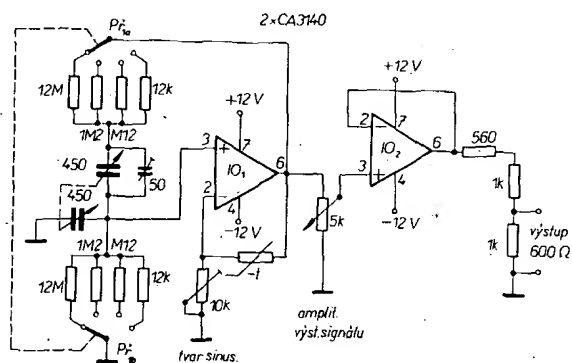 2×CA3140
Př1a
12M
12k
1M2
M12
450
50
450
1M2
M12
12M
12k
Př1b
+12 V
3
+
7
IO1
6
2
−
4
−12 V
10k
−t
tvar sinus.
5k
amplit.
výst. signálu
+12 V
2
−
7
IO2
6
3
+
4
−12 V
560
1k
1k
výstup
600 Ω